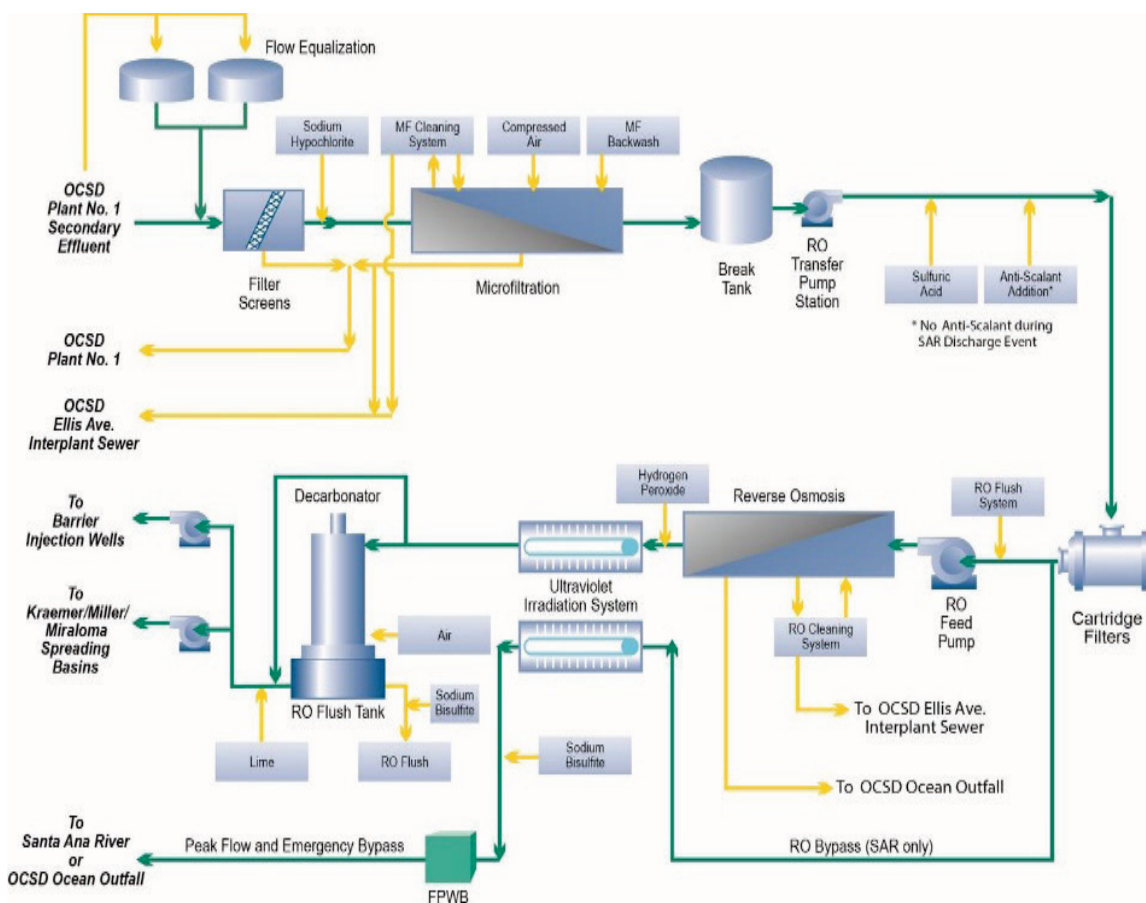 Flow Equalization
OCSD
Plant No. 1
Secondary
Effluent
Sodium
Hypochlorite
MF Cleaning
System
Compressed
Air
MF
Backwash
Filter
Screens
Microfiltration
Break
Tank
RO
Transfer
Pump
Station
Sulfuric
Acid
Anti-Scalant
Addition*
* No Anti-Scalant during
SAR Discharge Event
OCSD
Plant No. 1
OCSD
Ellis Ave.
Interplant Sewer
To
Barrier
Injection Wells
To
Kraemer/Miller/
Miraloma
Spreading
Basins
Decarbonator
Air
RO Flush Tank
Sodium
Bisulfite
Lime
RO Flush
Hydrogen
Peroxide
Ultraviolet
Irradiation System
Reverse Osmosis
RO Cleaning
System
RO Flush
System
RO
Feed
Pump
Cartridge
Filters
To OCSD Ellis Ave.
Interplant Sewer
Sodium
Bisulfite
To OCSD Ocean Outfall
To
Santa Ana River
or
OCSD Ocean Outfall
Peak Flow and Emergency Bypass
FPWB
RO Bypass (SAR only)